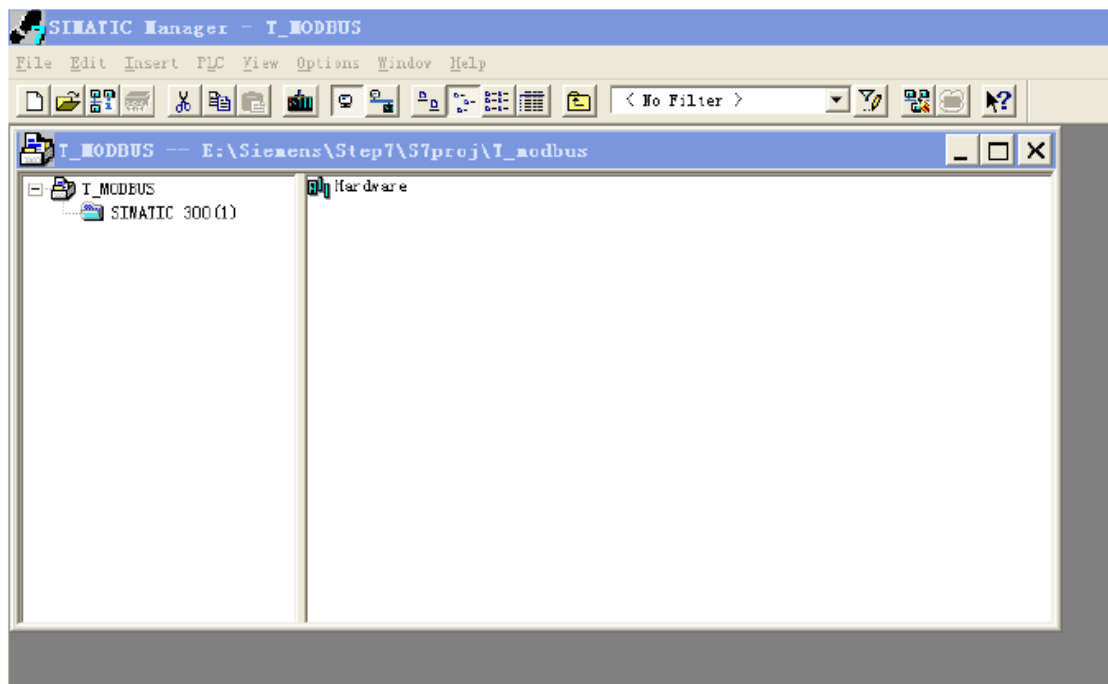 SIMATIC Manager - T_MODBUS
File Edit Insert PLC View Options Window Help
< No Filter >
T_MODBUS -- E:\Siemens\Step7\S7proj\T_modbus
T_MODBUS
SIMATIC 300(1)
Hardware